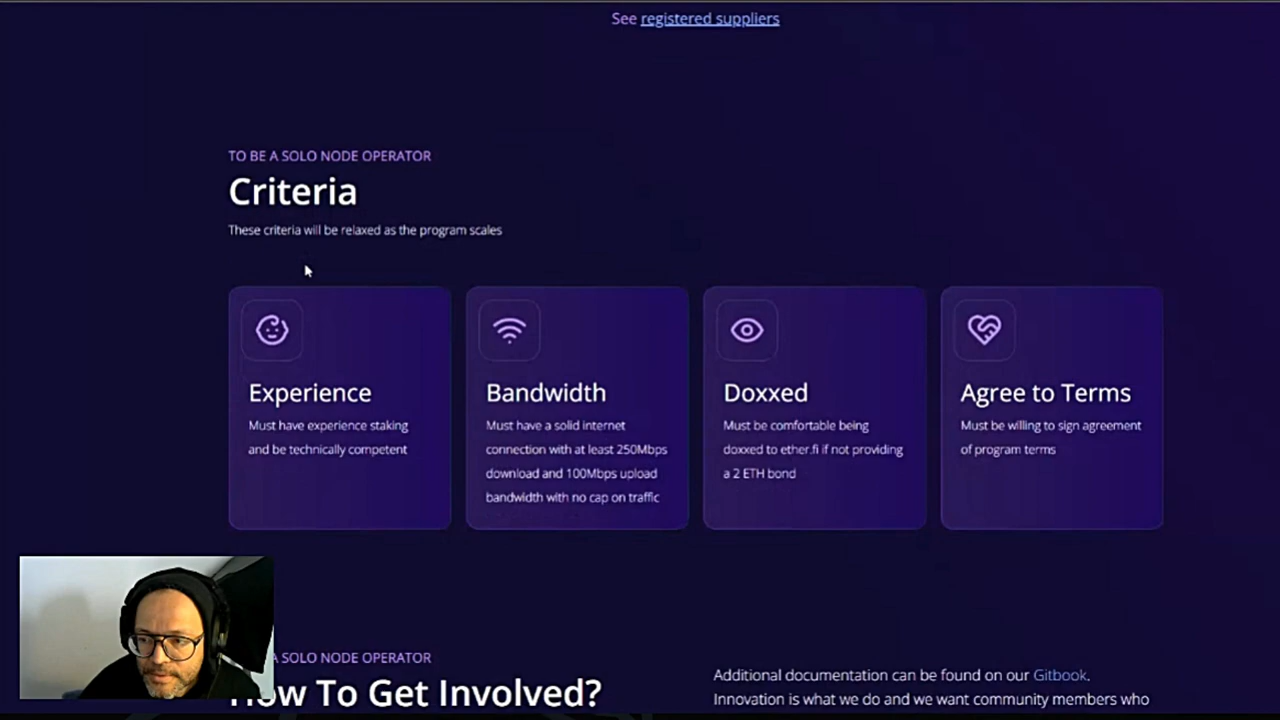 See registered suppliers
TO BE A SOLO NODE OPERATOR
Criteria
These criteria will be relaxed as the program scales
Experience
Must have experience staking
and be technically competent
Bandwidth
Must have a solid internet
connection with at least 250Mbps
download and 100Mbps upload
bandwidth with no cap on traffic
Doxxed
Must be comfortable being
doxxed to ether.fi if not providing
a 2 ETH bond
Agree to Terms
Must be willing to sign agreement
of program terms
A SOLO NODE OPERATOR
How To Get Involved?
Additional documentation can be found on our Gitbook.
Innovation is what we do and we want community members who